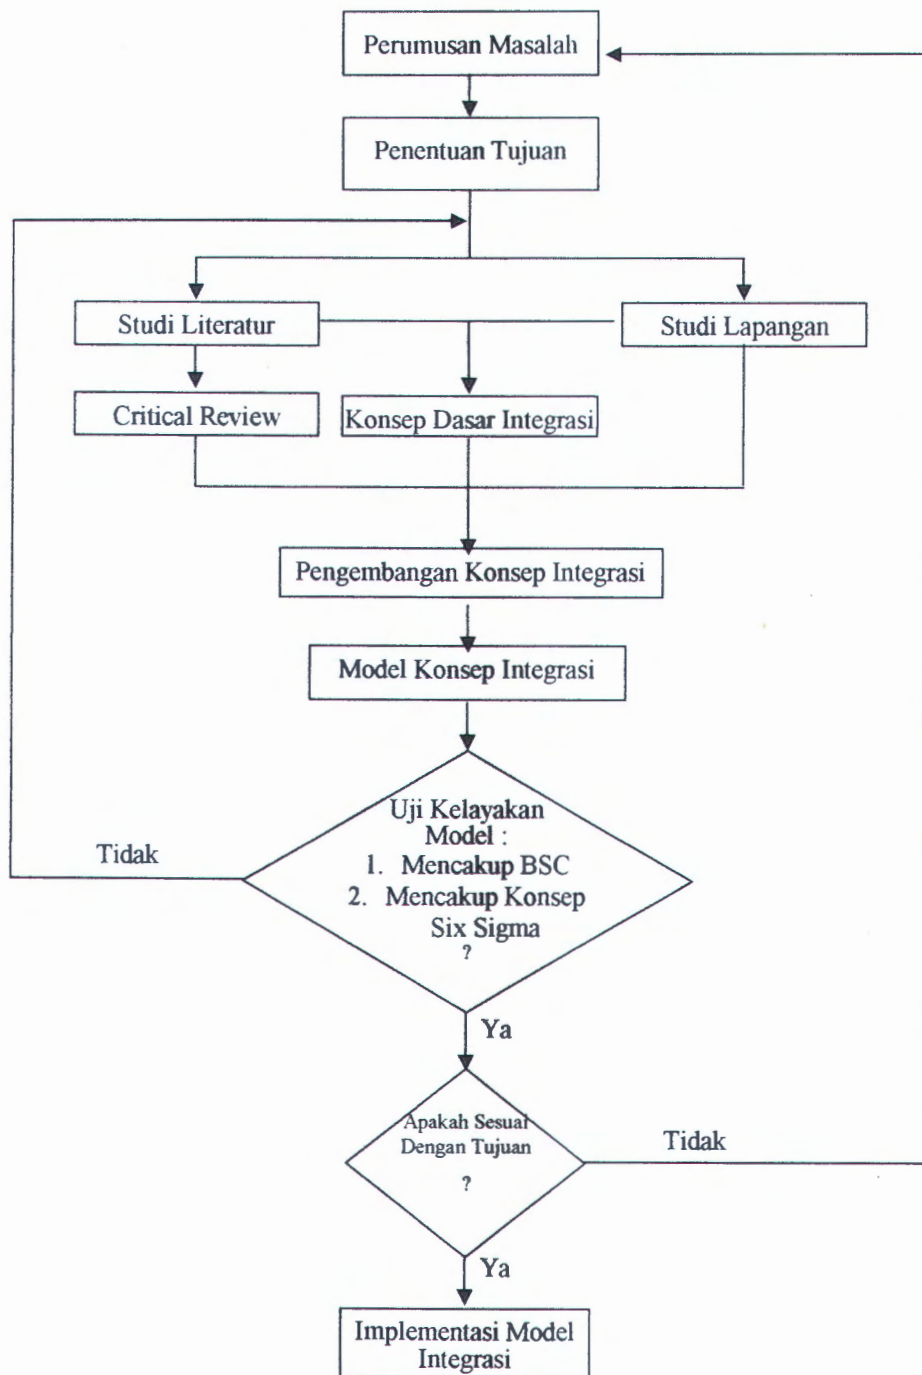 Perumusan Masalah
Penentuan Tujuan
Studi Literatur
Studi Lapangan
Critical Review
Konsep Dasar Integrasi
Pengembangan Konsep Integrasi
Model Konsep Integrasi
Uji Kelayakan
Model :
1. Mencakup BSC
2. Mencakup Konsep
Six Sigma
?
Tidak
Ya
Apakah Sesuai
Dengan Tujuan
?
Tidak
Ya
Implementasi Model
Integrasi